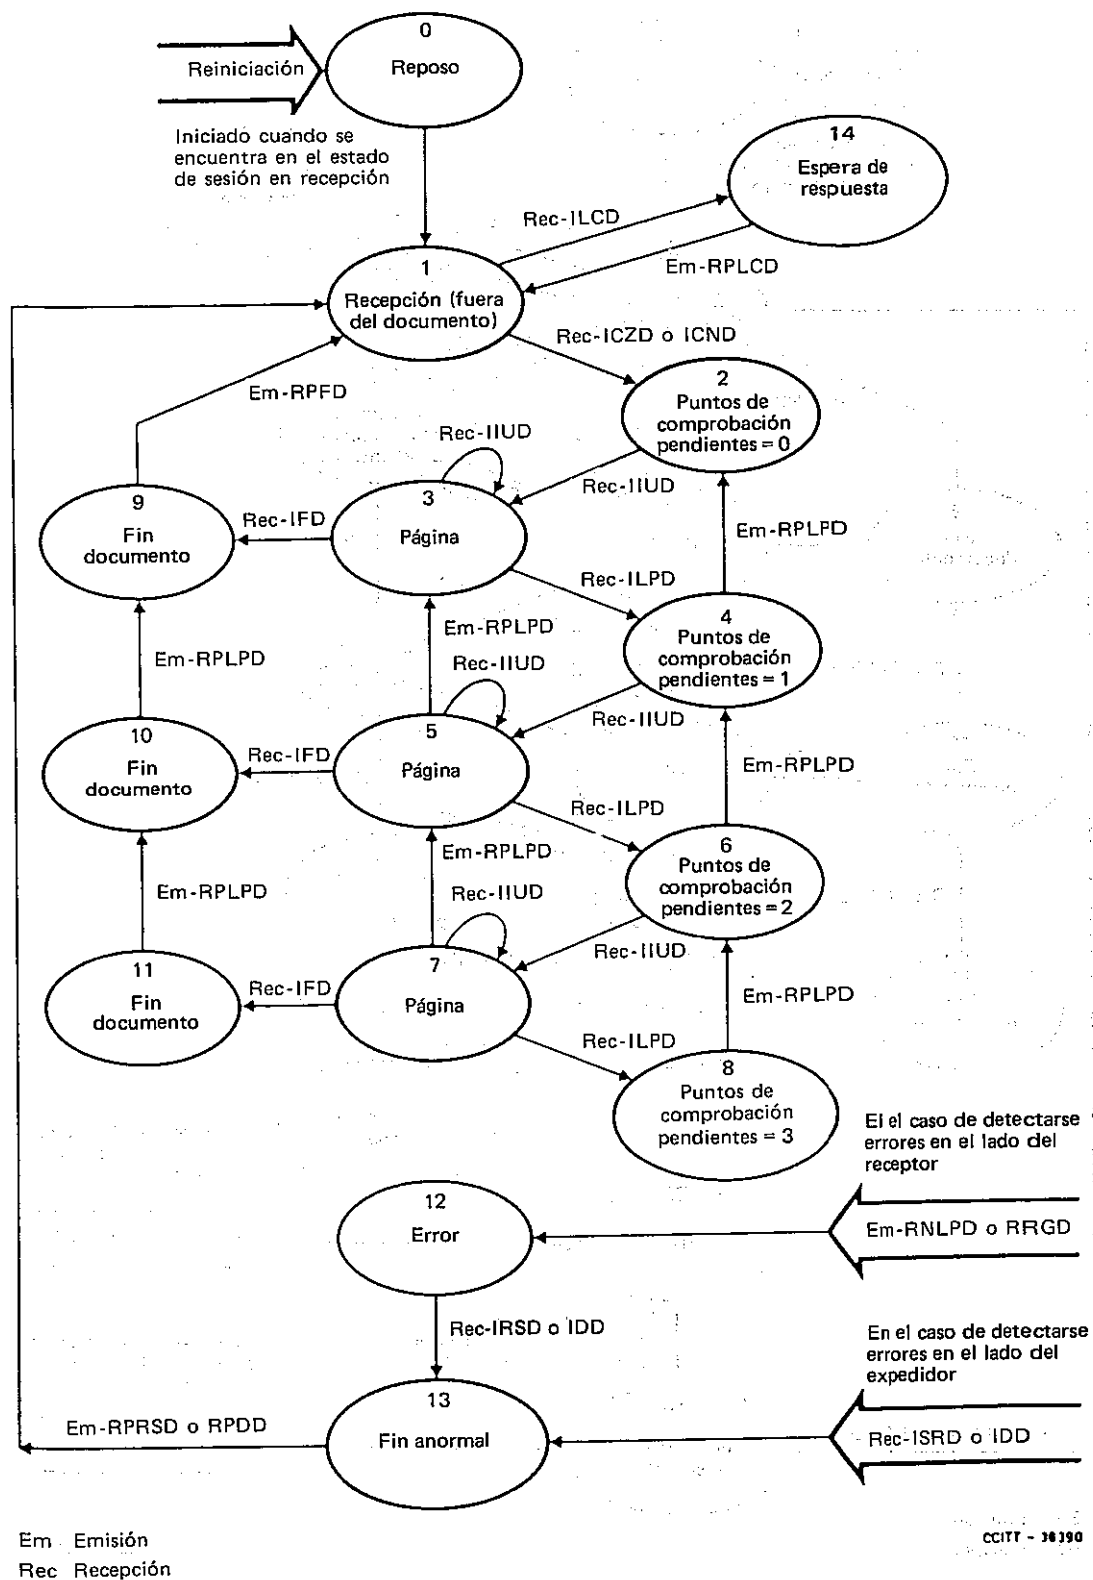 0
Reposo
Reiniciación
Iniciado cuando se
encuentra en el estado
de sesión en recepción
14
Espera de
respuesta
Rec-ILCD
Em-RPLCD
1
Recepción (fuera
del documento)
Rec-ICZD o ICND
Em-RPFD
2
Puntos de
comprobación
pendientes = 0
Rec-IIUD
Rec-IIUD
3
Página
Rec-IFD
9
Fin
documento
Em-RPLPD
Rec-ILPD
4
Puntos de
comprobación
pendientes = 1
Em-RPLPD
Rec-IIUD
Em-RPLPD
Rec-IIUD
5
Página
Rec-IFD
10
Fin
documento
Em-RPLPD
Rec-ILPD
6
Puntos de
comprobación
pendientes = 2
Em-RPLPD
Rec-IIUD
Em-RPLPD
Rec-IIUD
7
Página
Rec-IFD
11
Fin
documento
Em-RPLPD
Rec-ILPD
8
Puntos de
comprobación
pendientes = 3
El el caso de detectarse
errores en el lado del
receptor
Em-RNLPD o RRGD
12
Error
Rec-IRSD o IDD
En el caso de detectarse
errores en el lado del
expedidor
Rec-ISRD o IDD
13
Fin anormal
Em-RPRSD o RPDD
Em Emisión
Rec Recepción
CCITT - 36390